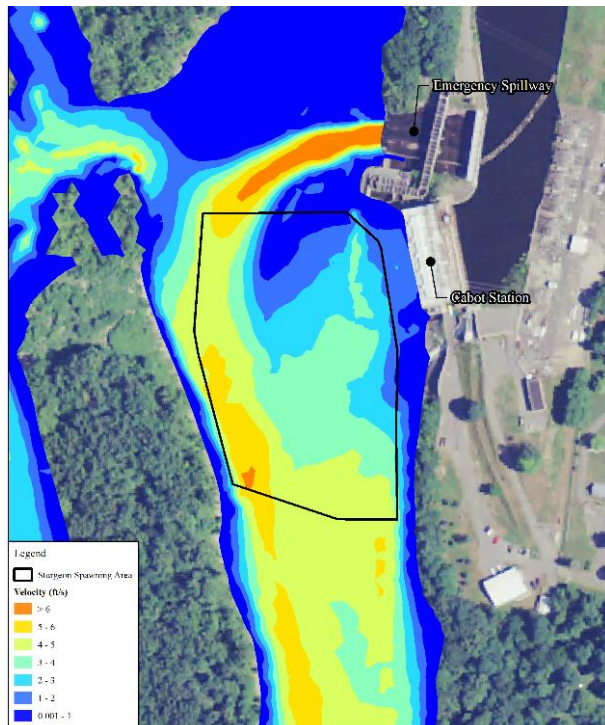 Emergency Spillway
Cabot Station
Legend
Sturgeon Spawning Area
Velocity (ft/s)
> 6
5 - 6
4 - 5
3 - 4
2 - 3
1 - 2
0.001 - 1